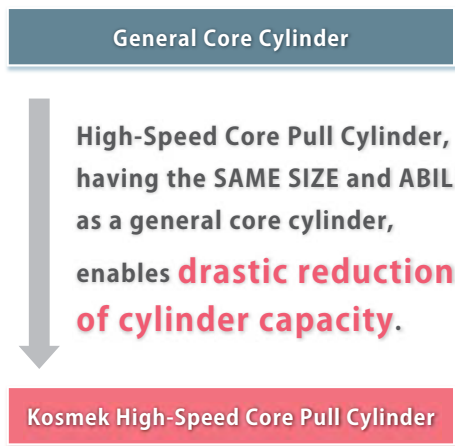 General Core Cylinder
High-Speed Core Pull Cylinder,
having the SAME SIZE and ABIL
as a general core cylinder,
enables drastic reduction
of cylinder capacity.
Kosmek High-Speed Core Pull Cylinder